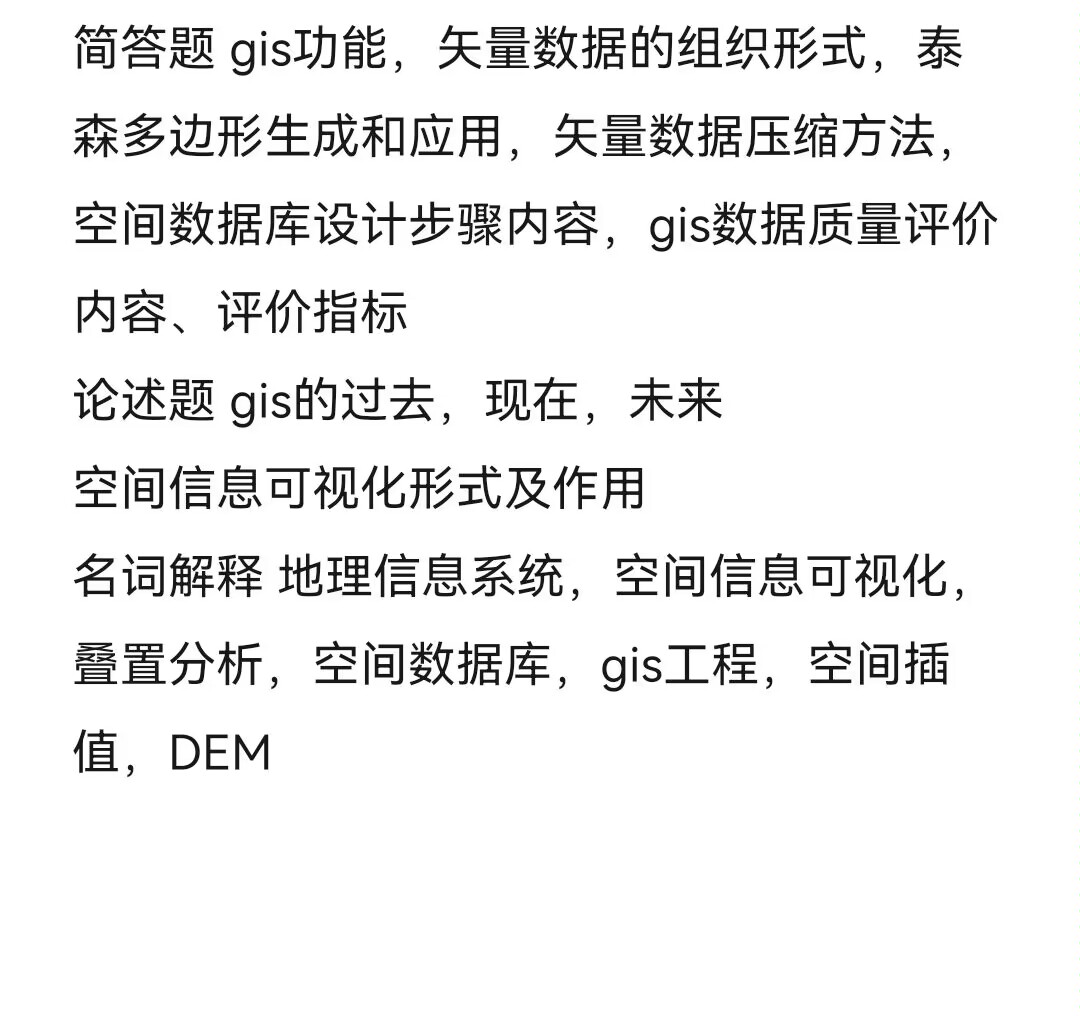 简答题 gis功能，矢量数据的组织形式，泰
森多边形生成和应用，矢量数据压缩方法，
空间数据库设计步骤内容，gis数据质量评价
内容、评价指标
论述题 gis的过去，现在，未来
空间信息可视化形式及作用
名词解释 地理信息系统，空间信息可视化，
叠置分析，空间数据库，gis工程，空间插
值，DEM